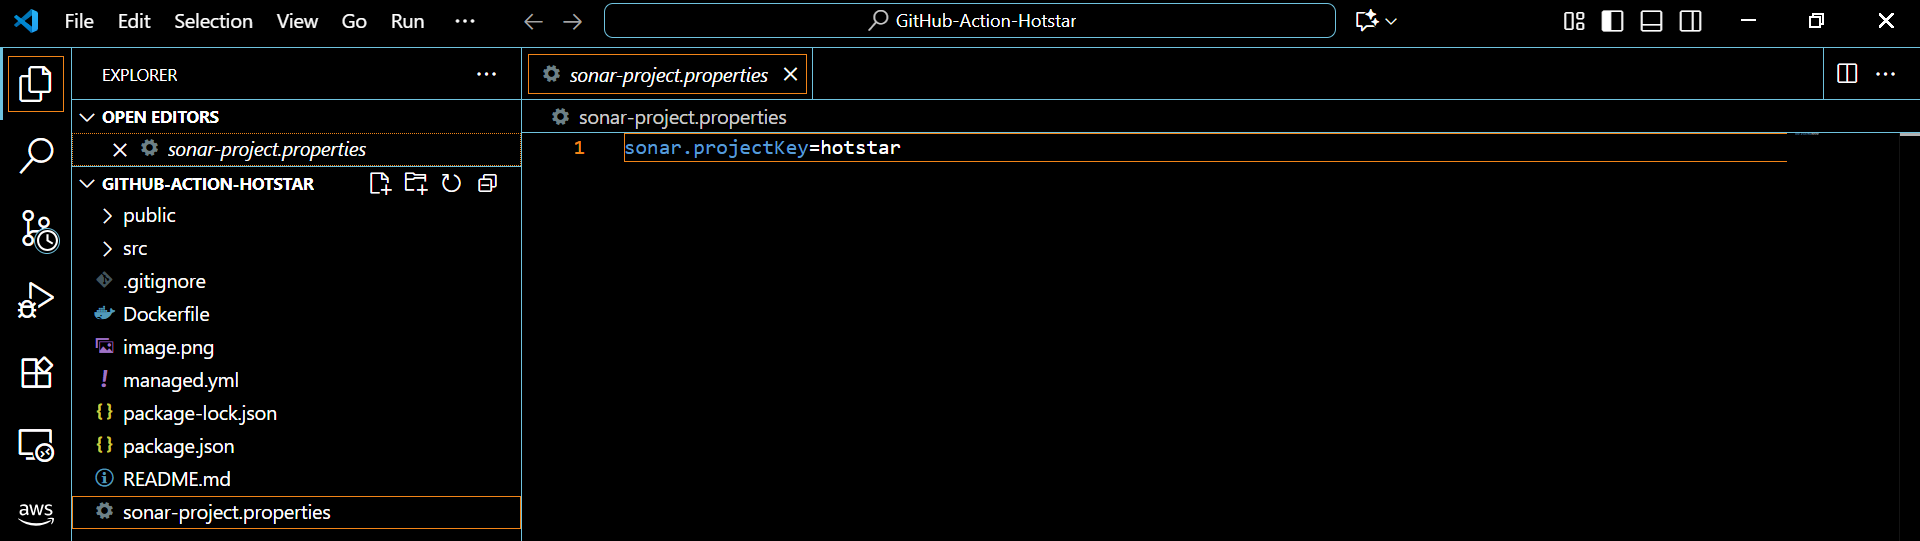 File Edit Selection View Go Run ··· GitHub-Action-Hotstar
EXPLORER
OPEN EDITORS
sonar-project.properties
GITHUB-ACTION-HOTSTAR
public
src
.gitignore
Dockerfile
image.png
managed.yml
package-lock.json
package.json
README.md
sonar-project.properties
aws
sonar-project.properties
sonar-project.properties
1 sonar.projectKey=hotstar